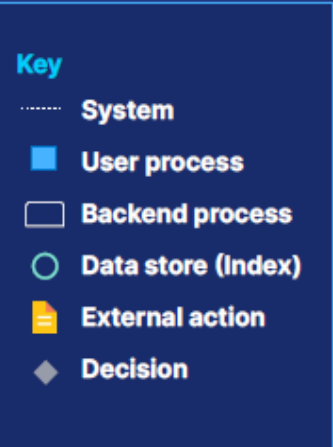 Key
System
User process
Backend process
Data store (Index)
External action
Decision